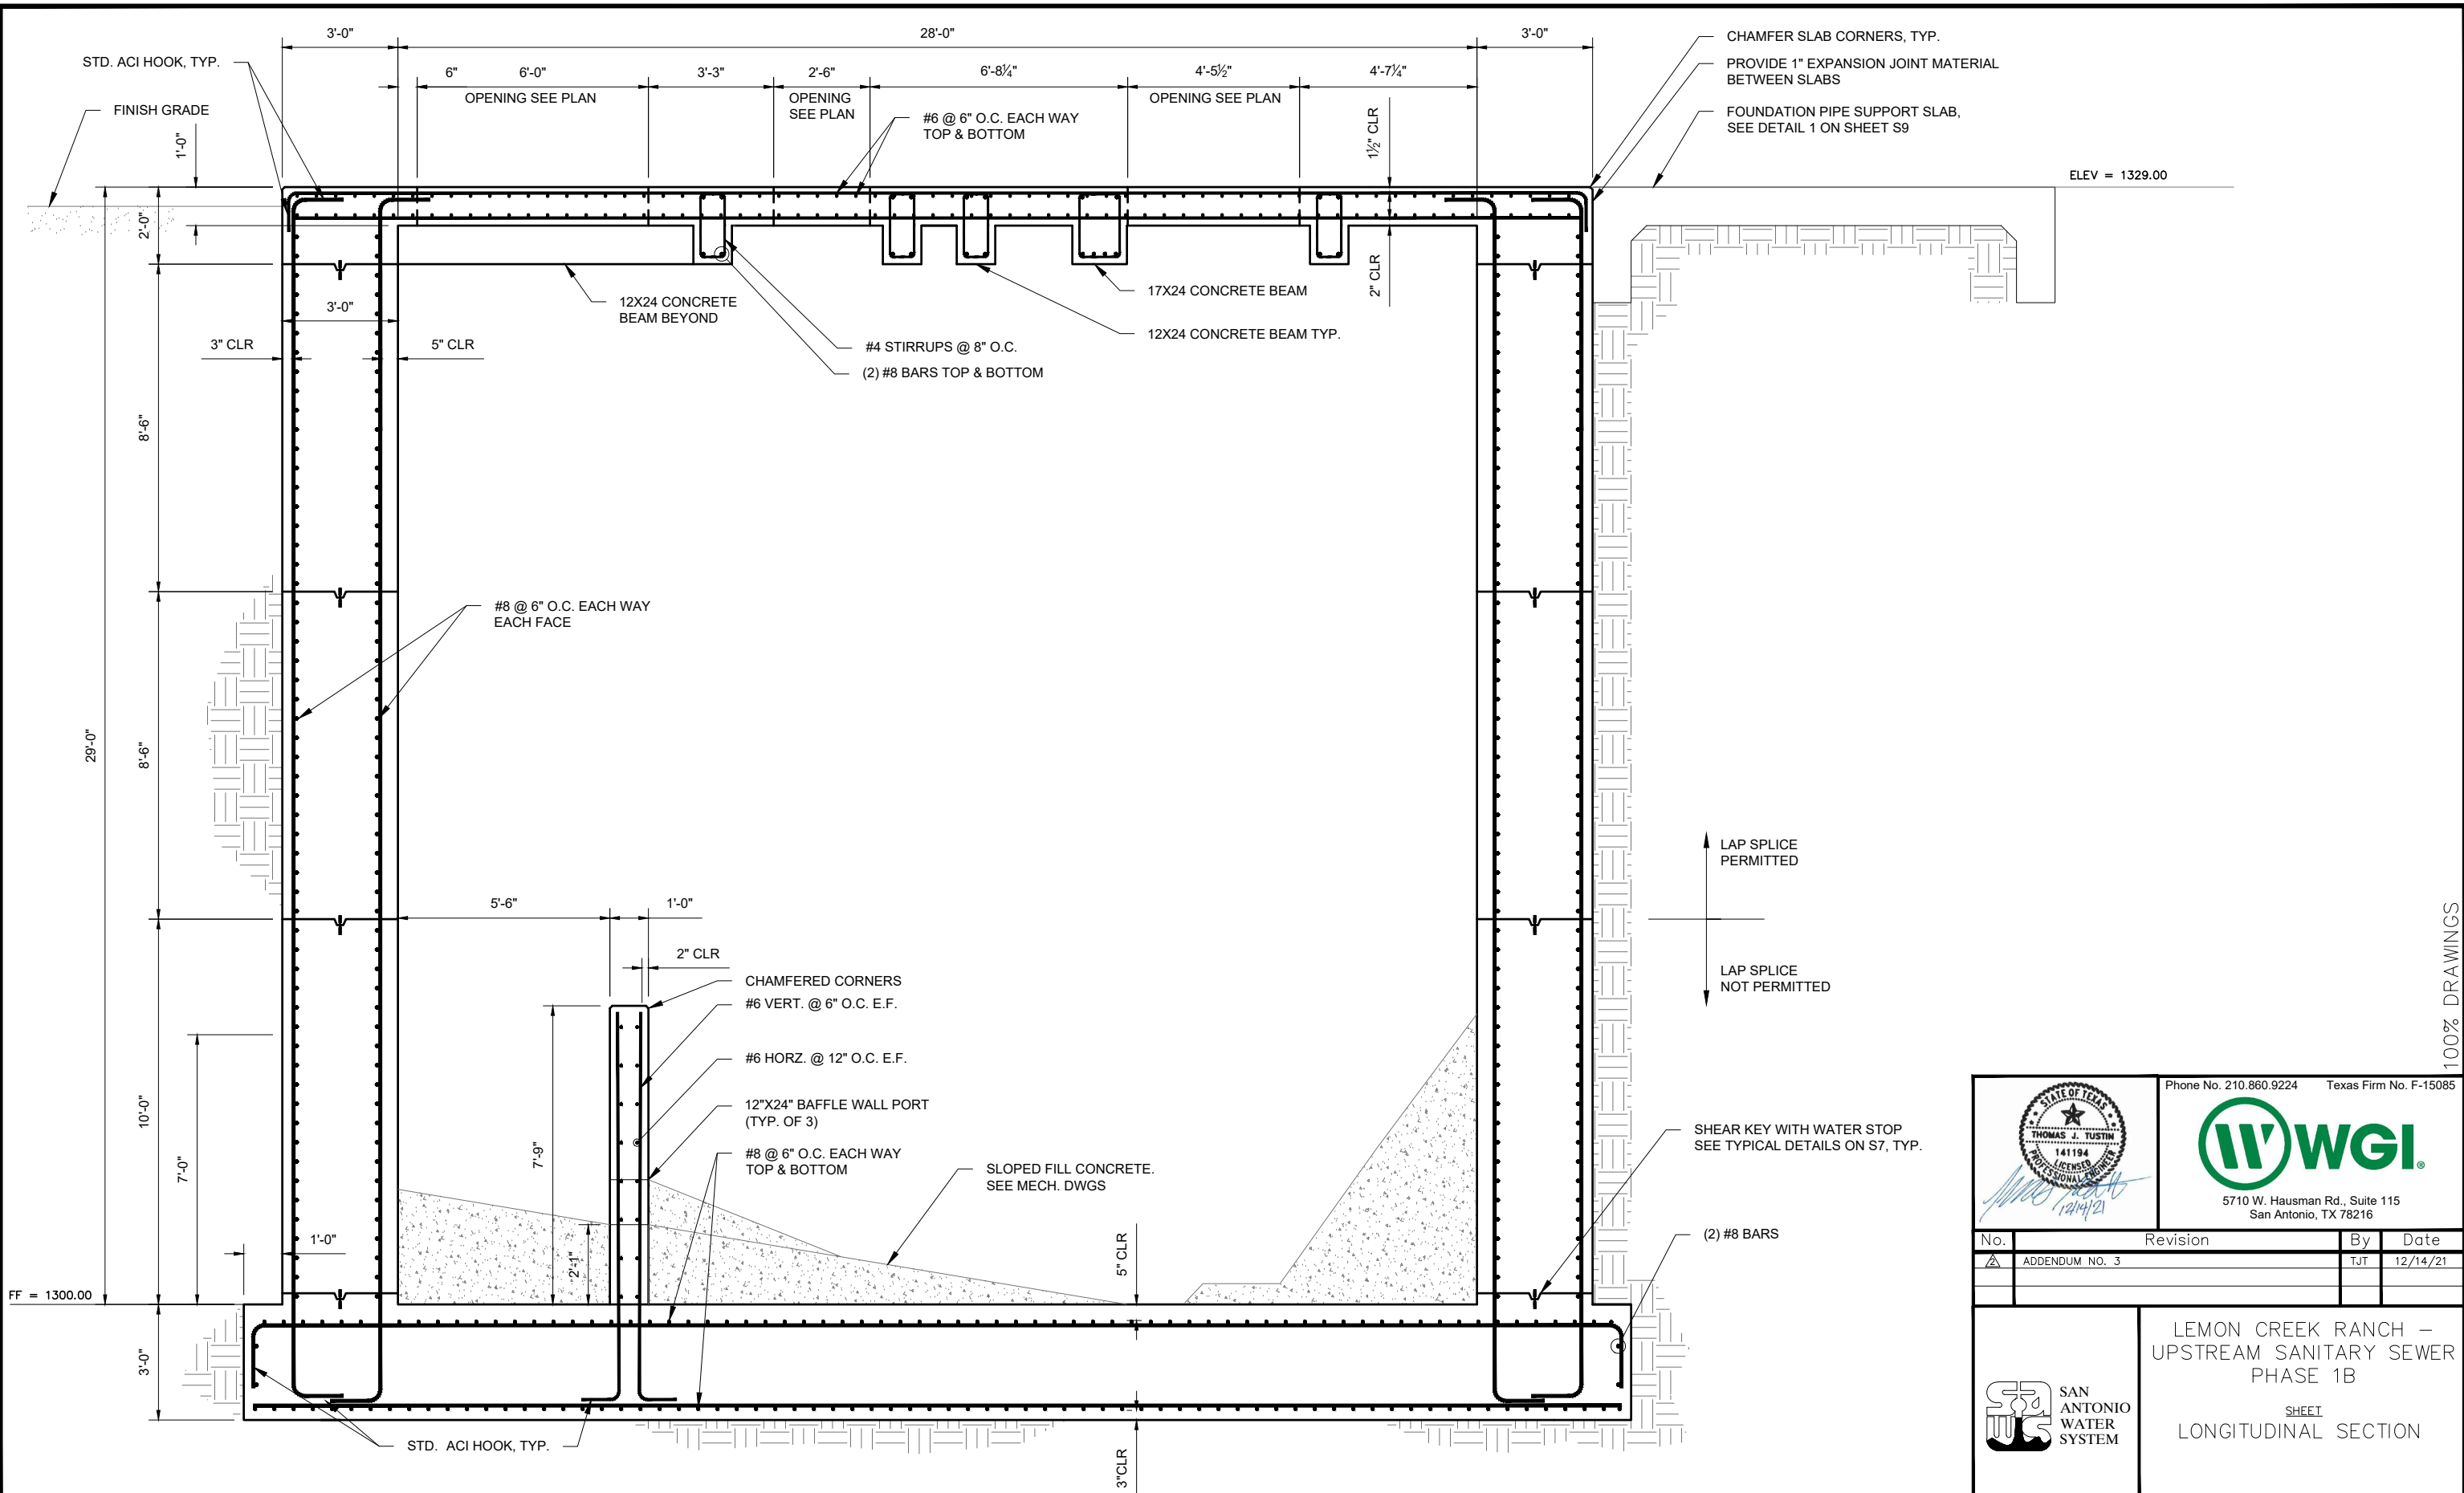 3'-0"
28'-0"
3'-0"
STD. ACI HOOK, TYP.
FINISH GRADE
6"
6'-0"
OPENING SEE PLAN
3'-3"
2'-6"
OPENING
SEE PLAN
6'-8¼"
4'-5½"
OPENING SEE PLAN
4'-7¼"
#6 @ 6" O.C. EACH WAY
TOP & BOTTOM
1½" CLR
CHAMFER SLAB CORNERS, TYP.
PROVIDE 1" EXPANSION JOINT MATERIAL
BETWEEN SLABS
FOUNDATION PIPE SUPPORT SLAB,
SEE DETAIL 1 ON SHEET S9
ELEV = 1329.00
1'-0"
2'-0"
3'-0"
3" CLR
5" CLR
12X24 CONCRETE
BEAM BEYOND
#4 STIRRUPS @ 8" O.C.
(2) #8 BARS TOP & BOTTOM
17X24 CONCRETE BEAM
12X24 CONCRETE BEAM TYP.
2" CLR
8'-6"
29'-0"
8'-6"
#8 @ 6" O.C. EACH WAY
EACH FACE
LAP SPLICE
PERMITTED
LAP SPLICE
NOT PERMITTED
5'-6"
1'-0"
2" CLR
CHAMFERED CORNERS
#6 VERT. @ 6" O.C. E.F.
#6 HORZ. @ 12" O.C. E.F.
12"X24" BAFFLE WALL PORT
(TYP. OF 3)
#8 @ 6" O.C. EACH WAY
TOP & BOTTOM
SLOPED FILL CONCRETE.
SEE MECH. DWGS
10'-0"
7'-0"
7'-9"
2'-1"
1'-0"
5" CLR
SHEAR KEY WITH WATER STOP
SEE TYPICAL DETAILS ON S7, TYP.
(2) #8 BARS
FF = 1300.00
3'-0"
STD. ACI HOOK, TYP.
3"CLR
100% DRAWINGS
STATE OF TEXAS
THOMAS J. TUSTIN
141194
LICENSED
PROFESSIONAL ENGINEER
12/14/21
Phone No. 210.860.9224 Texas Firm No. F-15085
WGI®
5710 W. Hausman Rd., Suite 115
San Antonio, TX 78216
No. Revision By Date
2 ADDENDUM NO. 3 TJT 12/14/21
saws
SAN
ANTONIO
WATER
SYSTEM
LEMON CREEK RANCH –
UPSTREAM SANITARY SEWER
PHASE 1B
SHEET
LONGITUDINAL SECTION